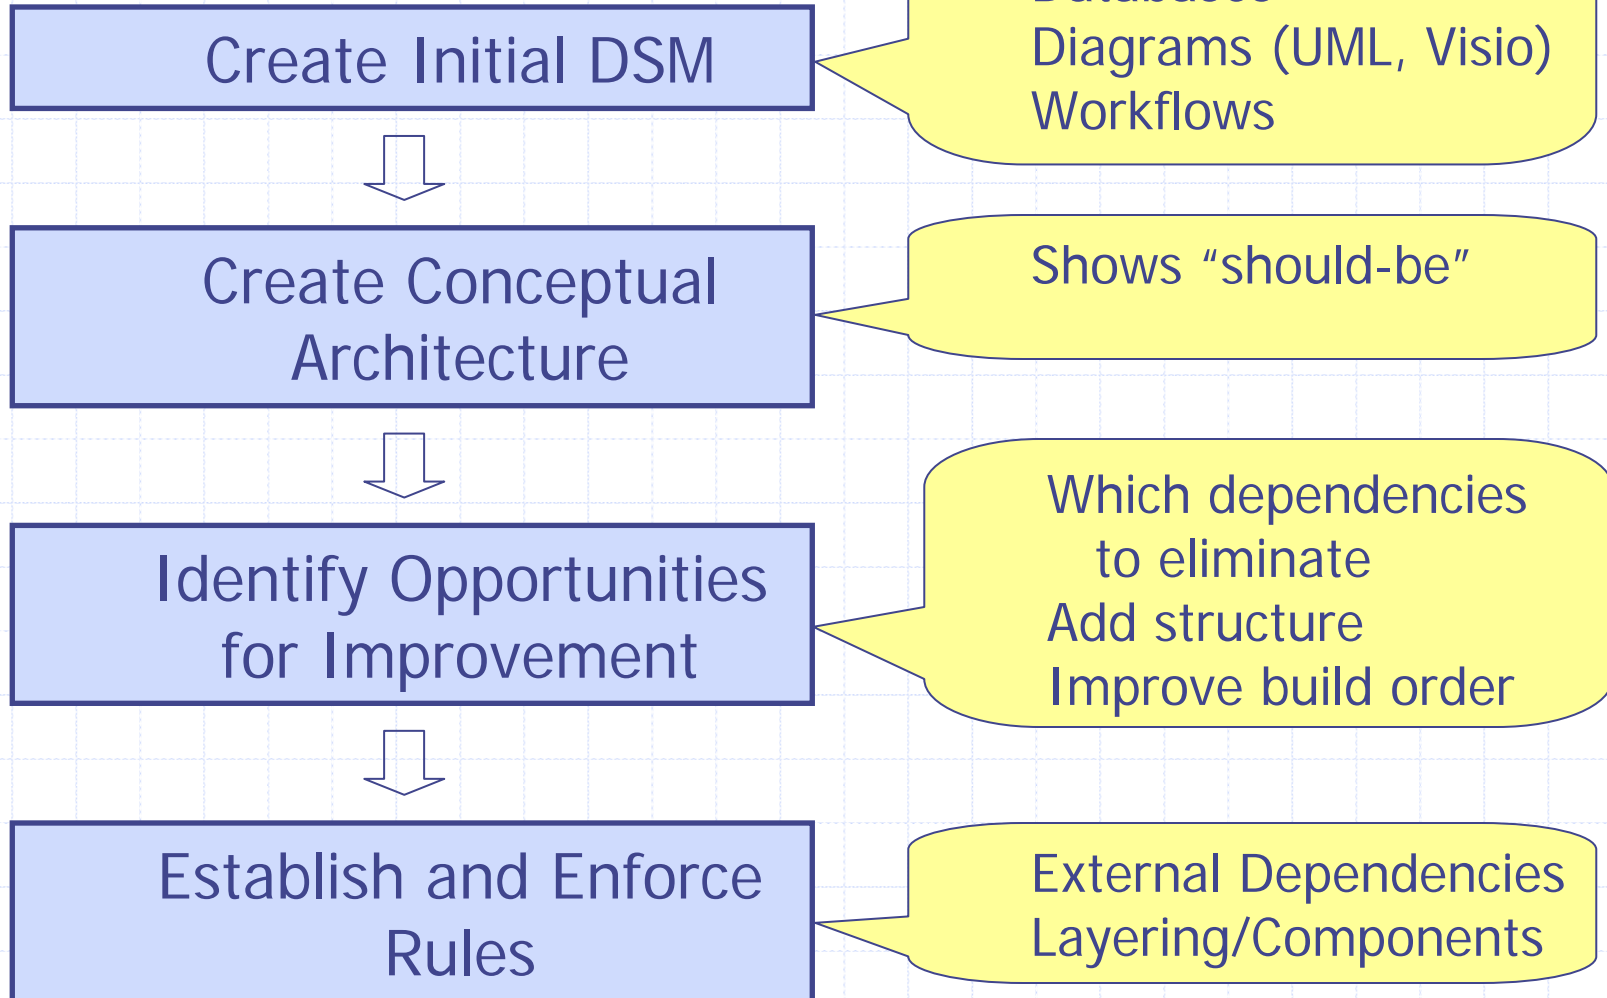 Databases
Create Initial DSM
Diagrams (UML, Visio)
Workflows
Create Conceptual
Architecture
Shows “should-be”
Identify Opportunities
for Improvement
Which dependencies
to eliminate
Add structure
Improve build order
Establish and Enforce
Rules
External Dependencies
Layering/Components